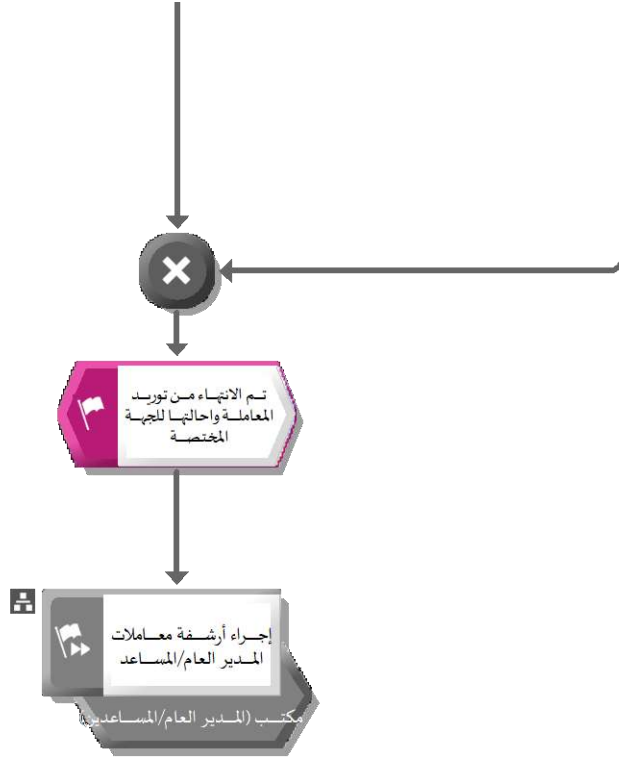 تم الانتهاء من توريد
المعاملة واحالتها للجهة
المختصة
إجراء أرشفة معاملات
المدير العام/المساعد
مكتب (المدير العام/المساعدين)